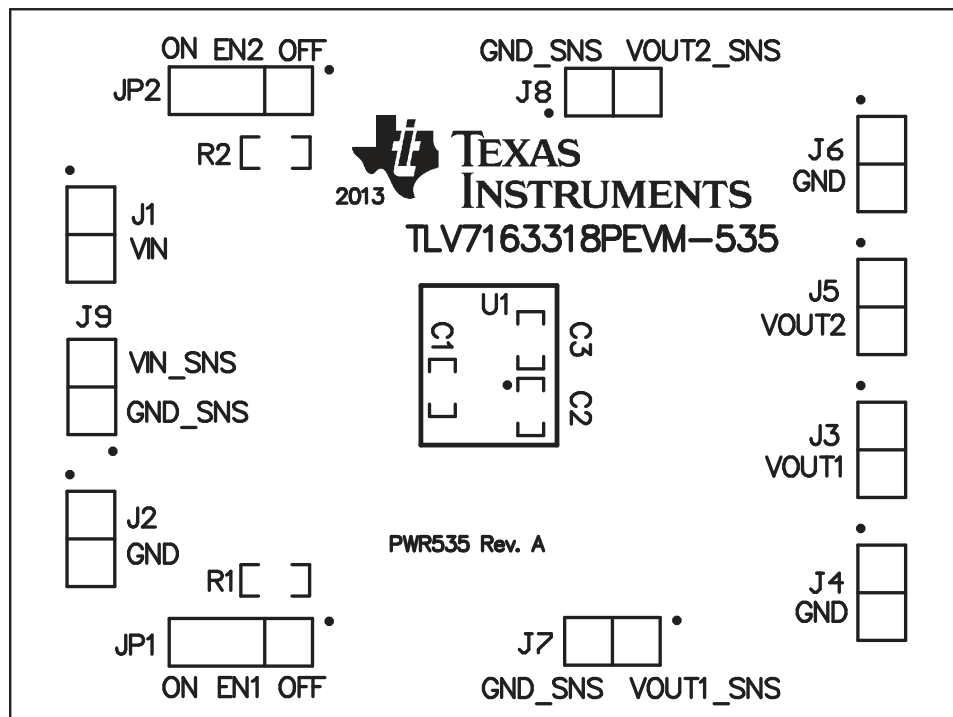 ON EN2 OFF
JP2
GND_SNS VOUT2_SNS
J8
R2
TEXAS
INSTRUMENTS
2013
TLV7163318PEVM-535
J6
GND
J1
VIN
J5
VOUT2
J9
VIN_SNS
GND_SNS
U1
C1
C3
C2
J3
VOUT1
J2
GND
PWR535 Rev. A
R1
J4
GND
JP1
ON EN1 OFF
J7
GND_SNS VOUT1_SNS